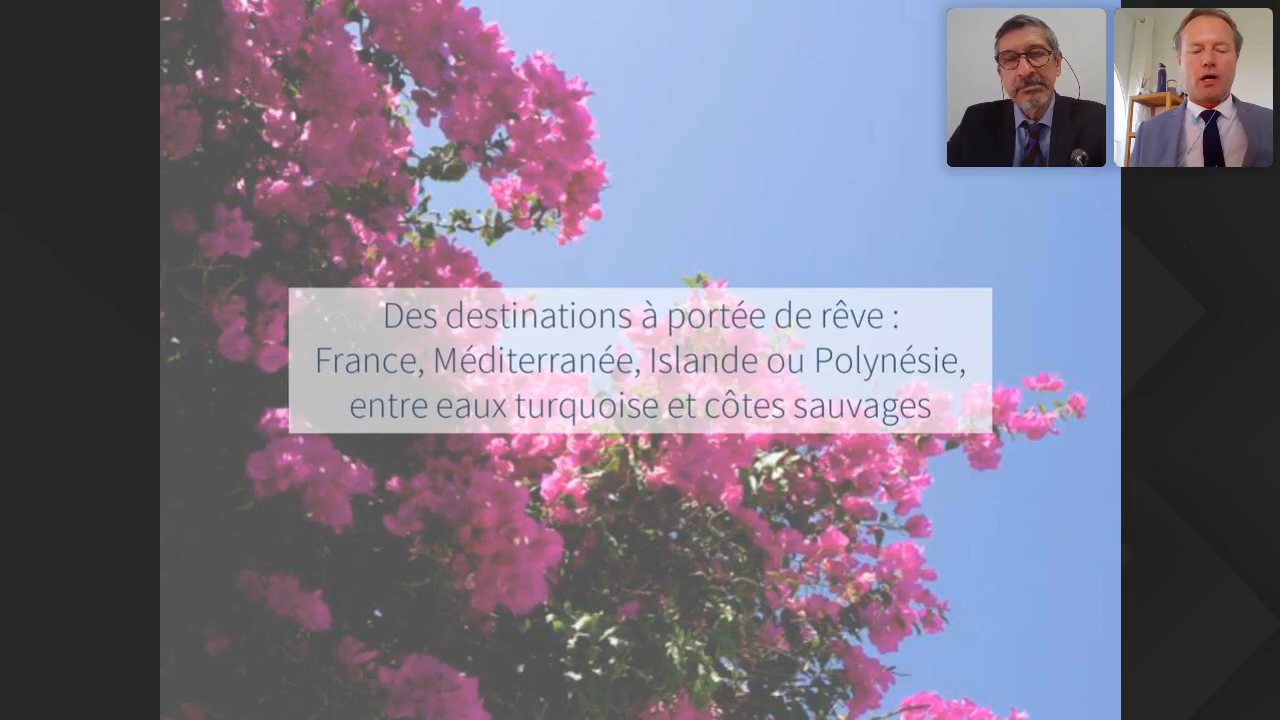 Des destinations à portée de rêve :
France, Méditerranée, Islande ou Polynésie,
entre eaux turquoise et côtes sauvages